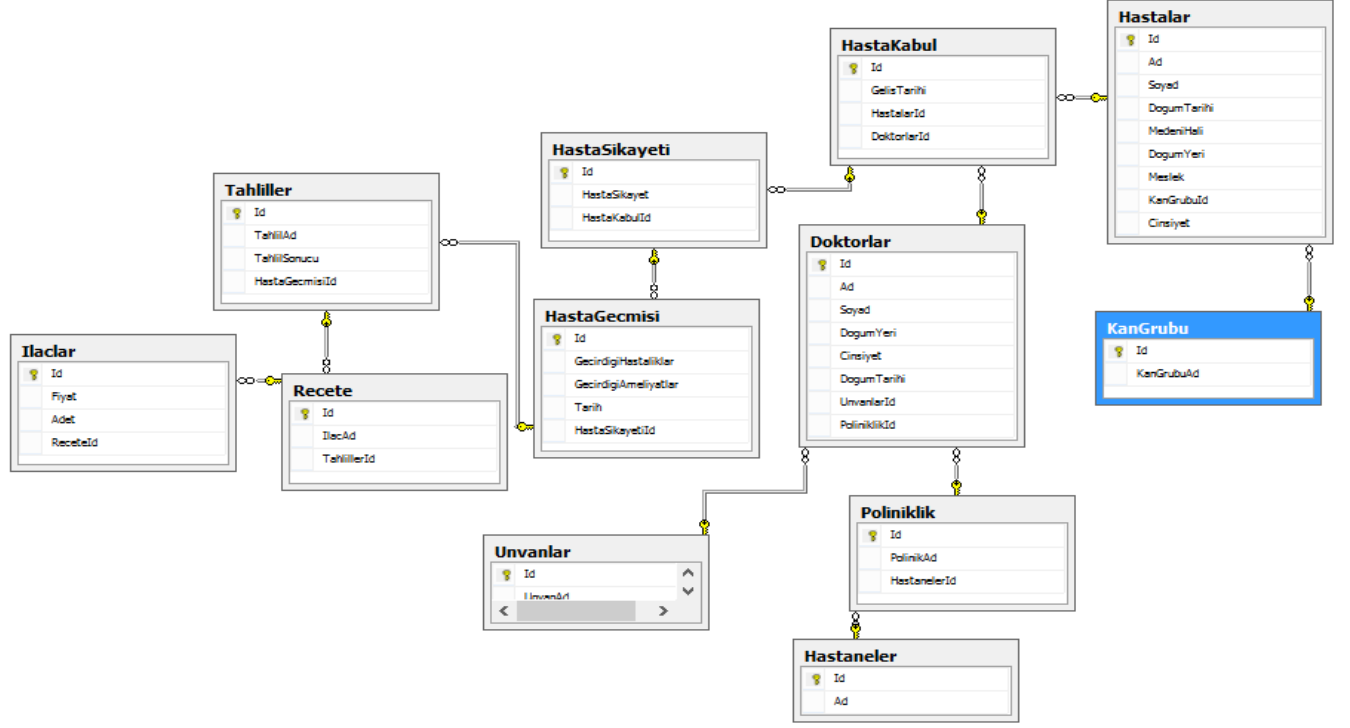 Hastalar
Id
Ad
Soyad
DogumTarihi
MedeniHali
DogumYeri
Meslek
KanGrubuId
Cinsiyet
HastaKabul
Id
GelisTarihi
HastalarId
DoktorlarId
HastaSikayeti
Id
HastaSikayet
HastaKabulId
Tahliller
Id
TahlilAd
TahlilSonucu
HastaGecmisiId
Doktorlar
Id
Ad
Soyad
DogumYeri
Cinsiyet
DogumTarihi
UnvanlarId
PoliniklikId
HastaGecmisi
Id
GecirdigiHastaliklar
GecirdigiAmeliyatlar
Tarih
HastaSikayetiId
KanGrubu
Id
KanGrubuAd
Ilaclar
Id
Fiyat
Adet
ReceteId
Recete
Id
IlacAd
TahlillerId
Poliniklik
Id
PolinikAd
HastanelerId
Unvanlar
Id
UnvanAd
Hastaneler
Id
Ad